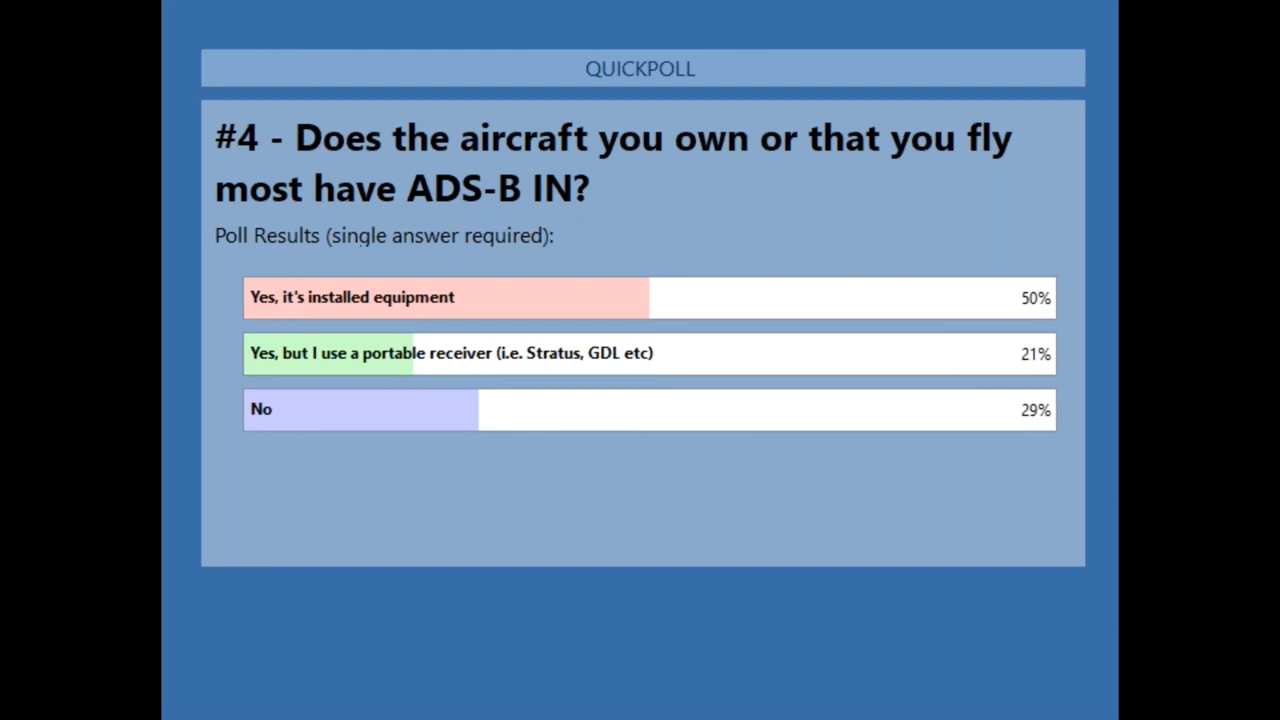 QUICKPOLL
#4 - Does the aircraft you own or that you fly
most have ADS-B IN?
Poll Results (single answer required):
Yes, it's installed equipment 50%
Yes, but I use a portable receiver (i.e. Stratus, GDL etc) 21%
No 29%